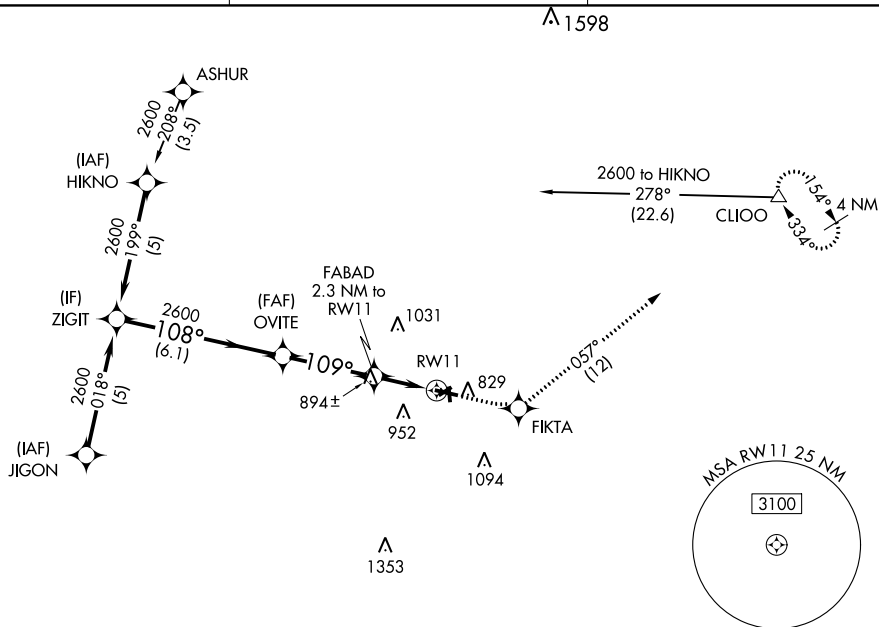 1598
ASHUR
2600
208°
(3.5)
(IAF)
HIKNO
2600
199°
(5)
2600 to HIKNO
278°
(22.6)
CLIOO
154°
4 NM
334°
(IF)
ZIGIT
2600
108°
(6.1)
(FAF)
OVITE
FABAD
2.3 NM to
RW11
1031
109°
RW11
829
894±
952
FIKTA
057°
(12)
2600
018°
(5)
(IAF)
JIGON
1094
1353
MSA RW11 25 NM
3100